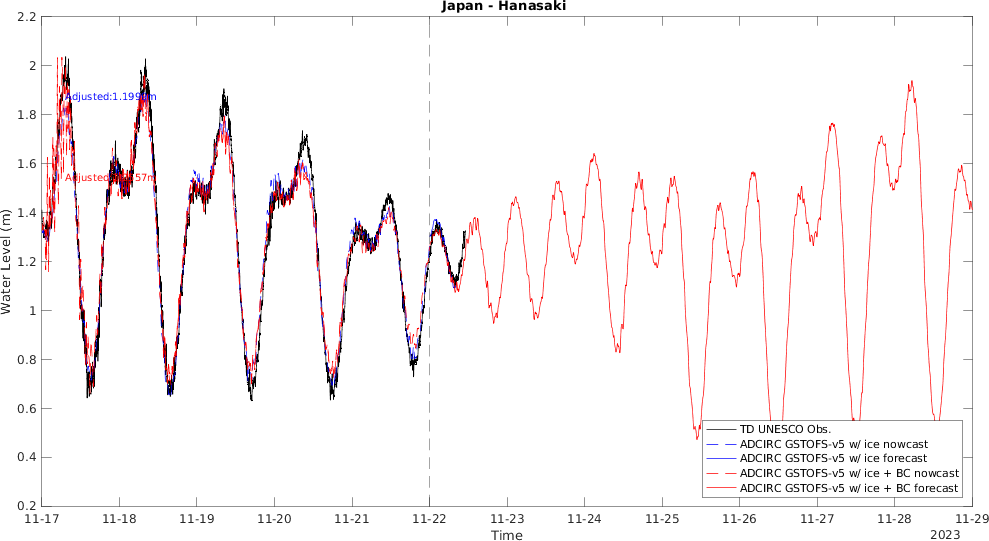 Japan - Hanasaki
2.2
2
1.8
1.6
1.4
1.2
1
0.8
0.6
0.4
0.2
Water Level (m)
Adjusted:1.199
TD UNESCO Obs.
ADCIRC GSTOFS-v5 w/ ice nowcast
ADCIRC GSTOFS-v5 w/ ice forecast
ADCIRC GSTOFS-v5 w/ ice + BC nowcast
ADCIRC GSTOFS-v5 w/ ice + BC forecast
11-17 11-18 11-19 11-20 11-21 11-22 11-23 11-24 11-25 11-26 11-27 11-28 11-29
Time
2023